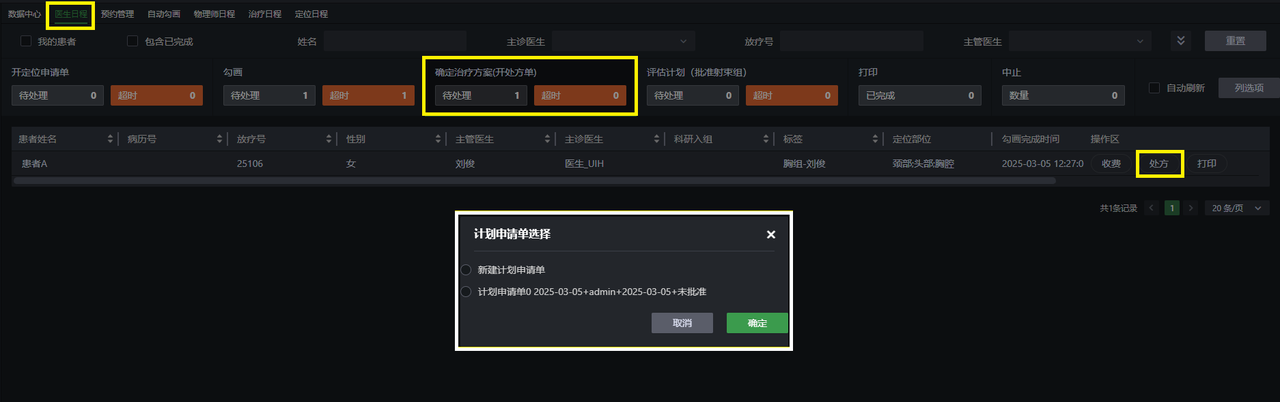 数据中心 医生日程 预约管理 自动勾画 物理师日程 治疗日程 定位日程
我的患者 包含已完成 姓名 主诊医生 放疗号 主管医生 重置
开定位申请单 勾画 确定治疗方案(开处方单) 评估计划（批准射束组） 打印 中止
待处理 0 超时 0 待处理 1 超时 1 待处理 1 超时 0 待处理 0 超时 0 已完成 0 数量 0 自动刷新 列选项
患者姓名 病历号 放疗号 性别 主管医生 主诊医生 科研入组 标签 定位部位 勾画完成时间 操作区
患者A 25106 女 刘俊 医生_UIH 胸组-刘俊 颈部;头部;胸腔 2025-03-05 12:27:0 收费 处方 打印
共1条记录 < 1 > 20 条/页
计划申请单选择 ×
新建计划申请单
计划申请单0 2025-03-05+admin+2025-03-05+未批准
取消 确定